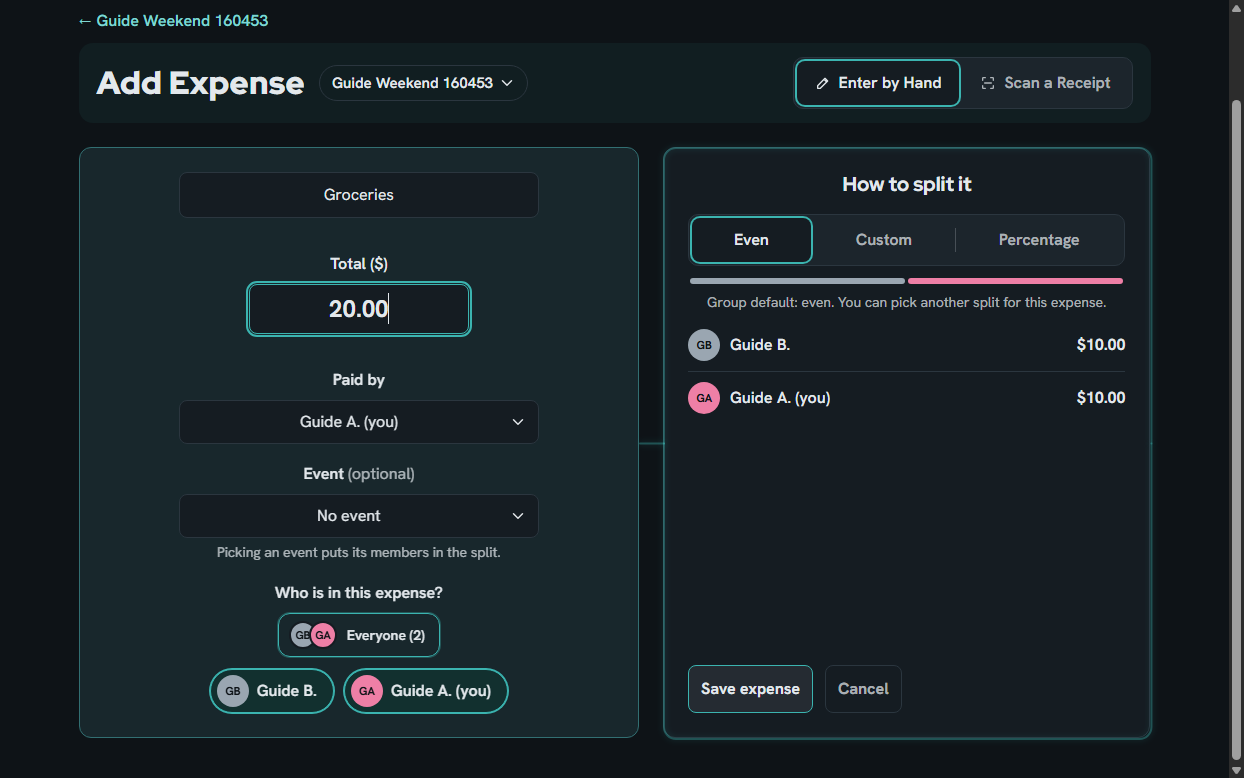 ← Guide Weekend 160453
Add Expense
Guide Weekend 160453
Enter by Hand
Scan a Receipt
Groceries
Total ($)
20.00
Paid by
Guide A. (you)
Event (optional)
No event
Picking an event puts its members in the split.
Who is in this expense?
GB GA Everyone (2)
GB Guide B.
GA Guide A. (you)
How to split it
Even
Custom
Percentage
Group default: even. You can pick another split for this expense.
GB Guide B. $10.00
GA Guide A. (you) $10.00
Save expense
Cancel